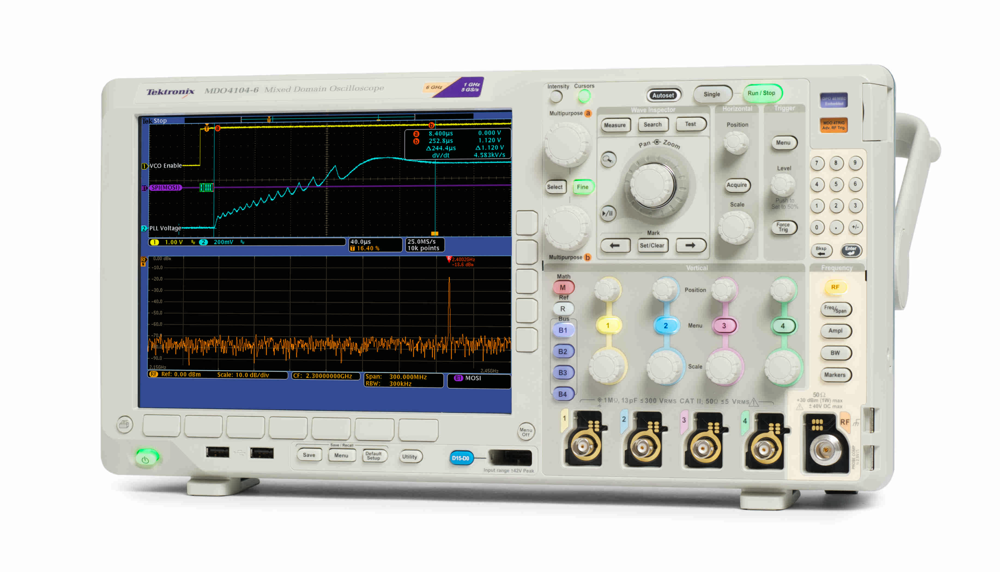 Tektronix MDO4104-6 Mixed Domain Oscilloscope
6 GHz
1 GHz
5 GS/s
Tek Stop
T
T
a
b
a 8.400µs 0.000 V
b 252.8µs 1.120 V
Δ244.4µs Δ1.120 V
dV/dt 4.583kV/s
1 VCO Enable
B1 SPI(MOSI)
2 PLL Voltage
1 1.00 V BW 2 200mV BW
40.0µs
T 16.40 %
25.0MS/s
10k points
RF
N
0.00 dBm
R 2.4002GHz
-18.6 dBm
-10.0
-20.0
-30.0
-40.0
-50.0
-60.0
-70.0
-80.0
-90.0
2.15GHz
2.45GHz
RF Ref: 0.00 dBm Scale: 10.0 dB/div
CF: 2.30000000GHz
Span: 300.000MHz
RBW: 300kHz
B1 MOSI
Menu
Off
Save / Recall
Save
Menu
Default
Setup
Utility
D15-D0
Input range ±42V Peak
Intensity Cursors
Autoset
Single
Run / Stop
Multipurpose a
Wave Inspector
Measure
Search
Test
Pan Zoom
Select
Fine
Mark
Set/Clear
Multipurpose b
Horizontal
Position
Acquire
Scale
Trigger
Menu
Level
Push to
Set to 50%
Force
Trig
DPO 4EMBD
Embedded
MDO 4TRIG
Adv. RF Trig.
7 8 9
4 5 6
1 2 3
0 . +/-
Bksp
Enter
Vertical
Math
M
Ref
R
Bus
B1
B2
B3
B4
Position
1 2 Menu 3 4
Scale
1MΩ, 13pF ≤300 VRMS CAT II; 50Ω ≤5 VRMS
1
2
3
4
Frequency
RF
Freq/Span
Ampl
BW
Markers
50Ω
+30 dBm (1W) max
± 40V DC max
RF
PROBE COMP